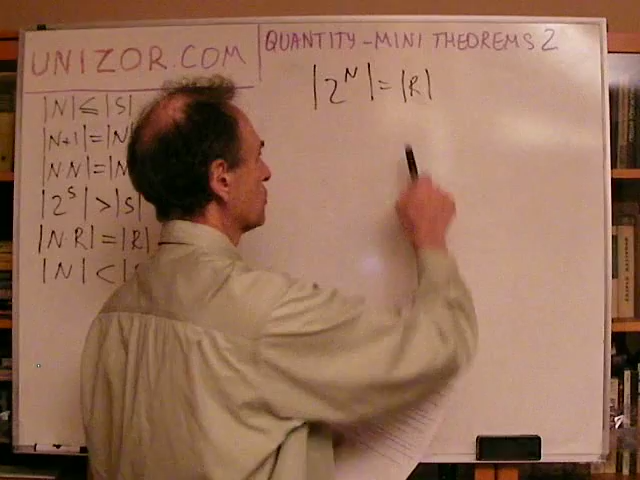 UNIZOR.COM
QUANTITY-MINI THEOREMS 2
|2^N|=|R|
|N|≤|S|
|N+1|=|N
|N·N|=|N
|2^S|>|S|
|N·R|=|R|
|N|<|